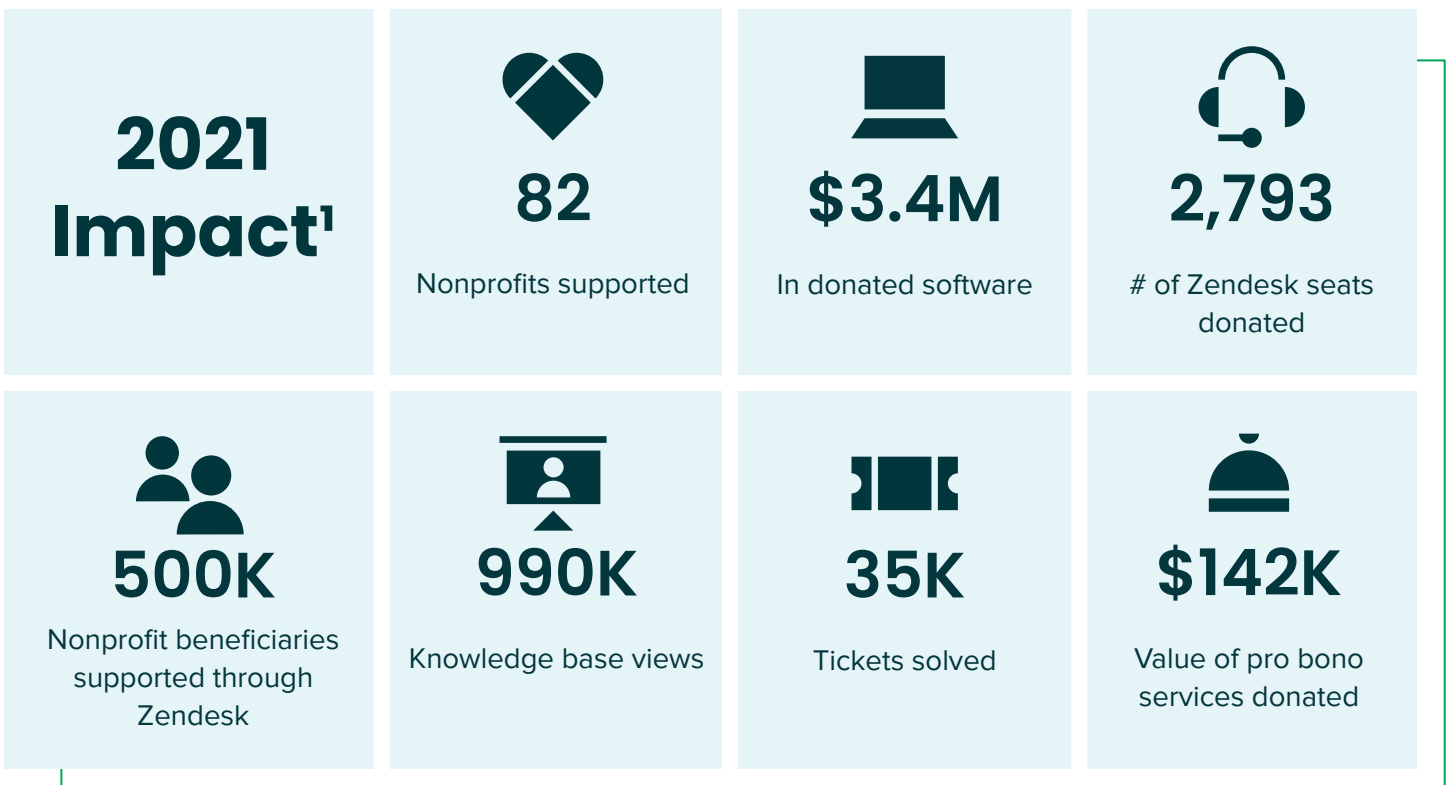 2021
Impact¹
82
Nonprofits supported
$3.4M
In donated software
2,793
# of Zendesk seats
donated
500K
Nonprofit beneficiaries
supported through
Zendesk
990K
Knowledge base views
35K
Tickets solved
$142K
Value of pro bono
services donated